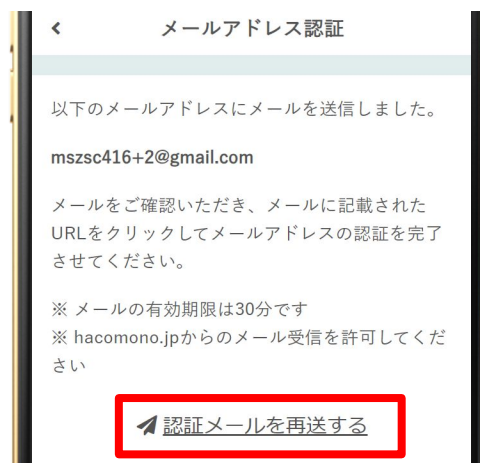 メールアドレス認証
以下のメールアドレスにメールを送信しました。
mszsc416+2@gmail.com
メールをご確認いただき、メールに記載された
URLをクリックしてメールアドレスの認証を完了
させてください。
※ メールの有効期限は30分です
※ hacomono.jpからのメール受信を許可してくだ
さい
認証メールを再送する